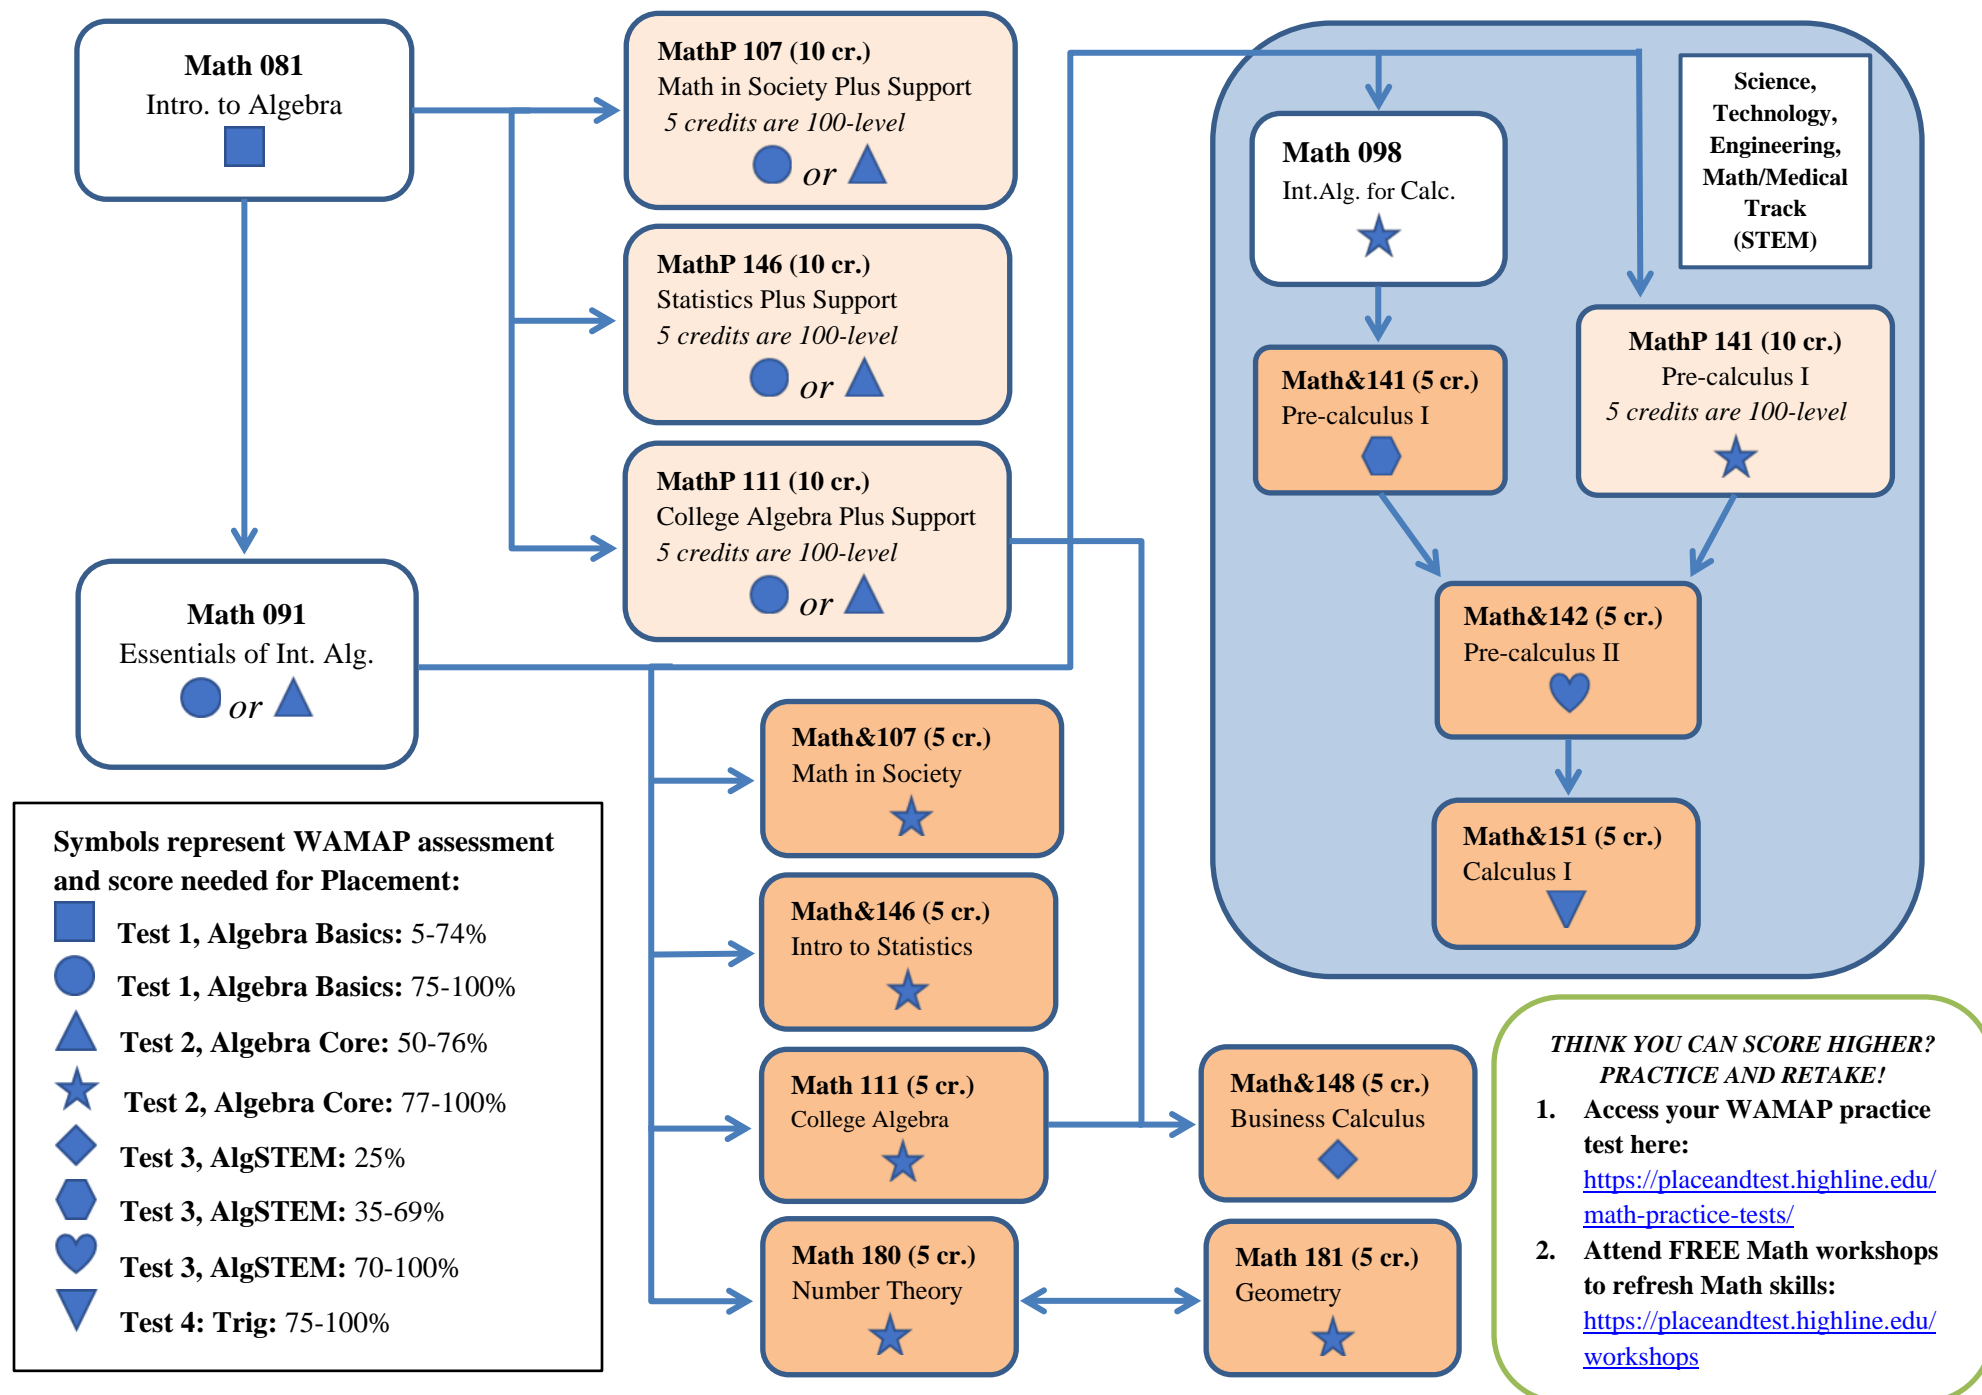 Math 081
Intro. to Algebra
MathP 107 (10 cr.)
Math in Society Plus Support
5 credits are 100-level
or
MathP 146 (10 cr.)
Statistics Plus Support
5 credits are 100-level
or
MathP 111 (10 cr.)
College Algebra Plus Support
5 credits are 100-level
or
Math 091
Essentials of Int. Alg.
or
Science,
Technology,
Engineering,
Math/Medical
Track
(STEM)
Math 098
Int.Alg. for Calc.
Math&141 (5 cr.)
Pre-calculus I
MathP 141 (10 cr.)
Pre-calculus I
5 credits are 100-level
Math&142 (5 cr.)
Pre-calculus II
Math&151 (5 cr.)
Calculus I
Math&107 (5 cr.)
Math in Society
Math&146 (5 cr.)
Intro to Statistics
Math 111 (5 cr.)
College Algebra
Math&148 (5 cr.)
Business Calculus
Math 180 (5 cr.)
Number Theory
Math 181 (5 cr.)
Geometry
Symbols represent WAMAP assessment
and score needed for Placement:
Test 1, Algebra Basics: 5-74%
Test 1, Algebra Basics: 75-100%
Test 2, Algebra Core: 50-76%
Test 2, Algebra Core: 77-100%
Test 3, AlgSTEM: 25%
Test 3, AlgSTEM: 35-69%
Test 3, AlgSTEM: 70-100%
Test 4: Trig: 75-100%
THINK YOU CAN SCORE HIGHER?
PRACTICE AND RETAKE!
1. Access your WAMAP practice
test here:
https://placeandtest.highline.edu/
math-practice-tests/
2. Attend FREE Math workshops
to refresh Math skills:
https://placeandtest.highline.edu/
workshops